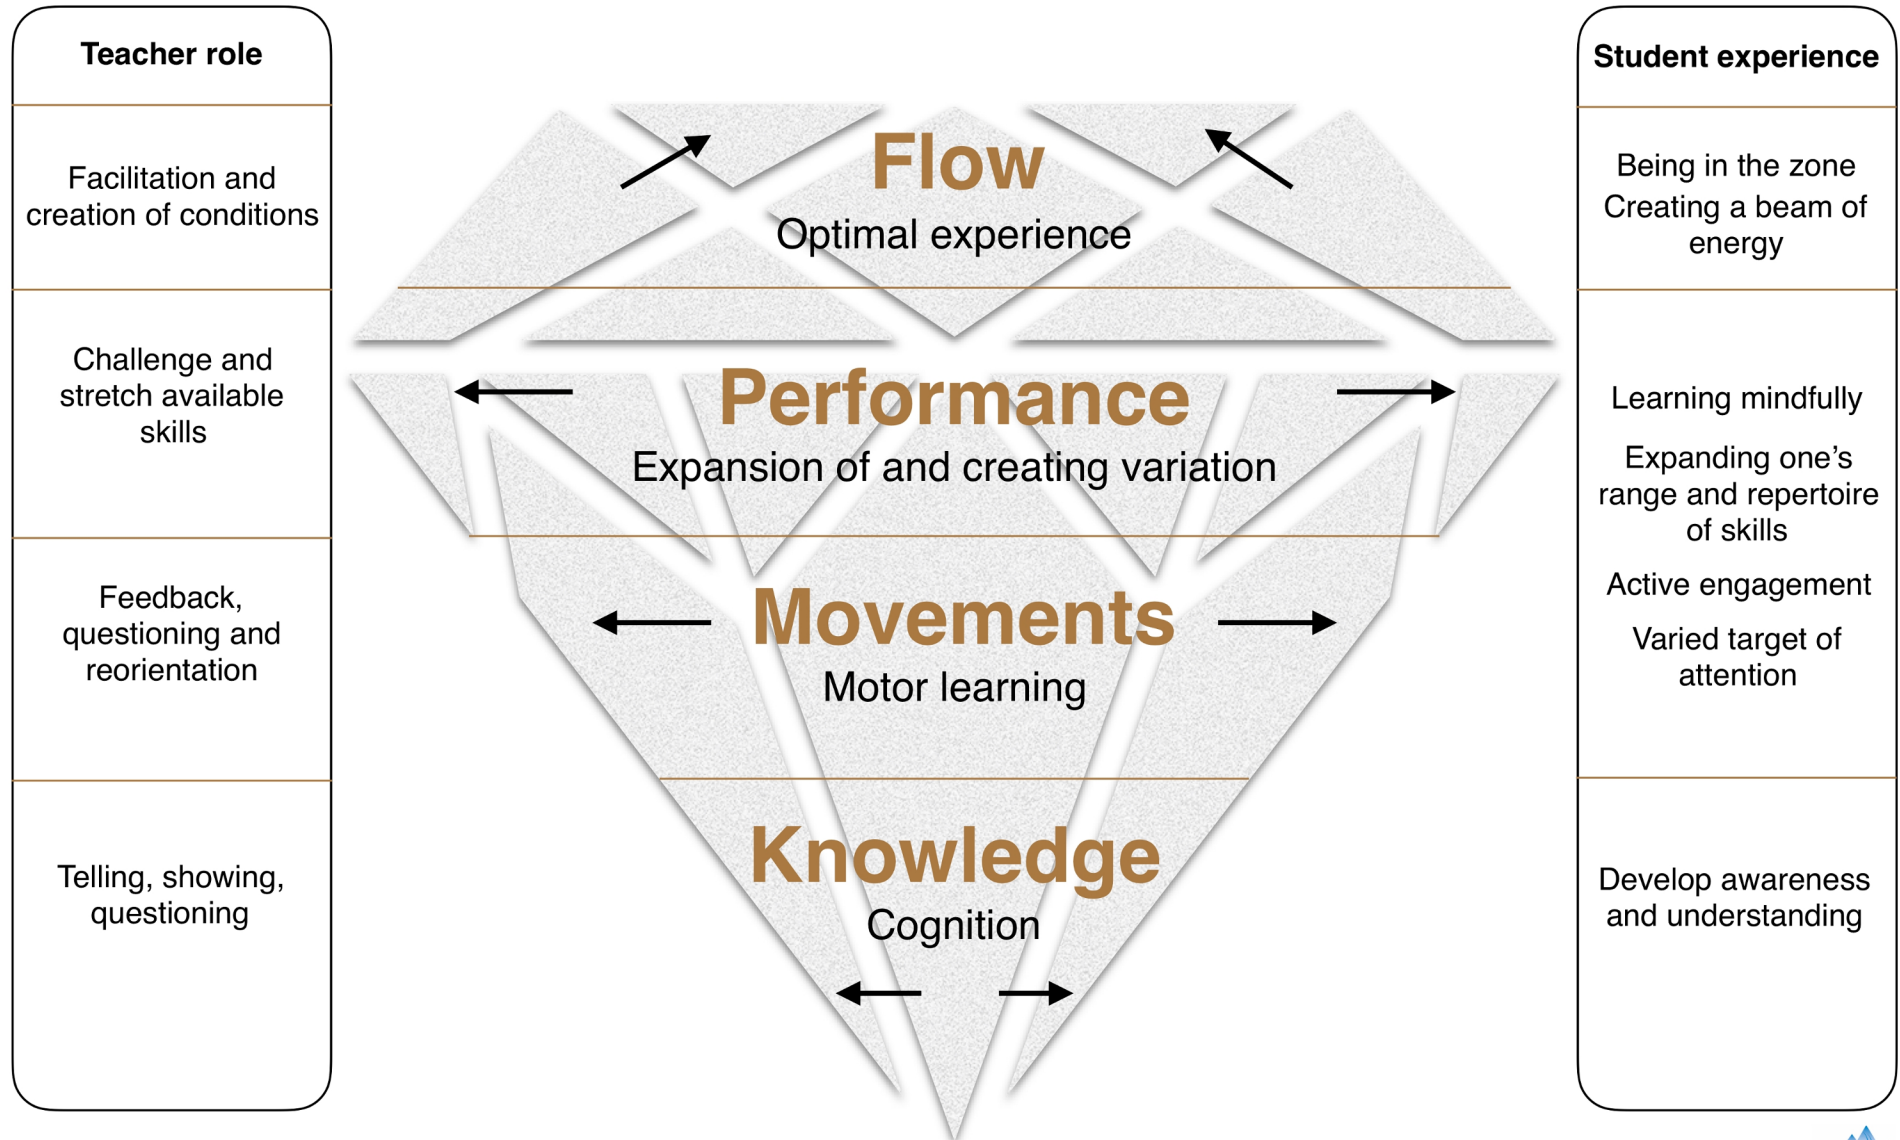 Teacher role
Facilitation and
creation of conditions
Challenge and
stretch available
skills
Feedback,
questioning and
reorientation
Telling, showing,
questioning
Flow
Optimal experience
Performance
Expansion of and creating variation
Movements
Motor learning
Knowledge
Cognition
Student experience
Being in the zone
Creating a beam of
energy
Learning mindfully
Expanding one’s
range and repertoire
of skills
Active engagement
Varied target of
attention
Develop awareness
and understanding